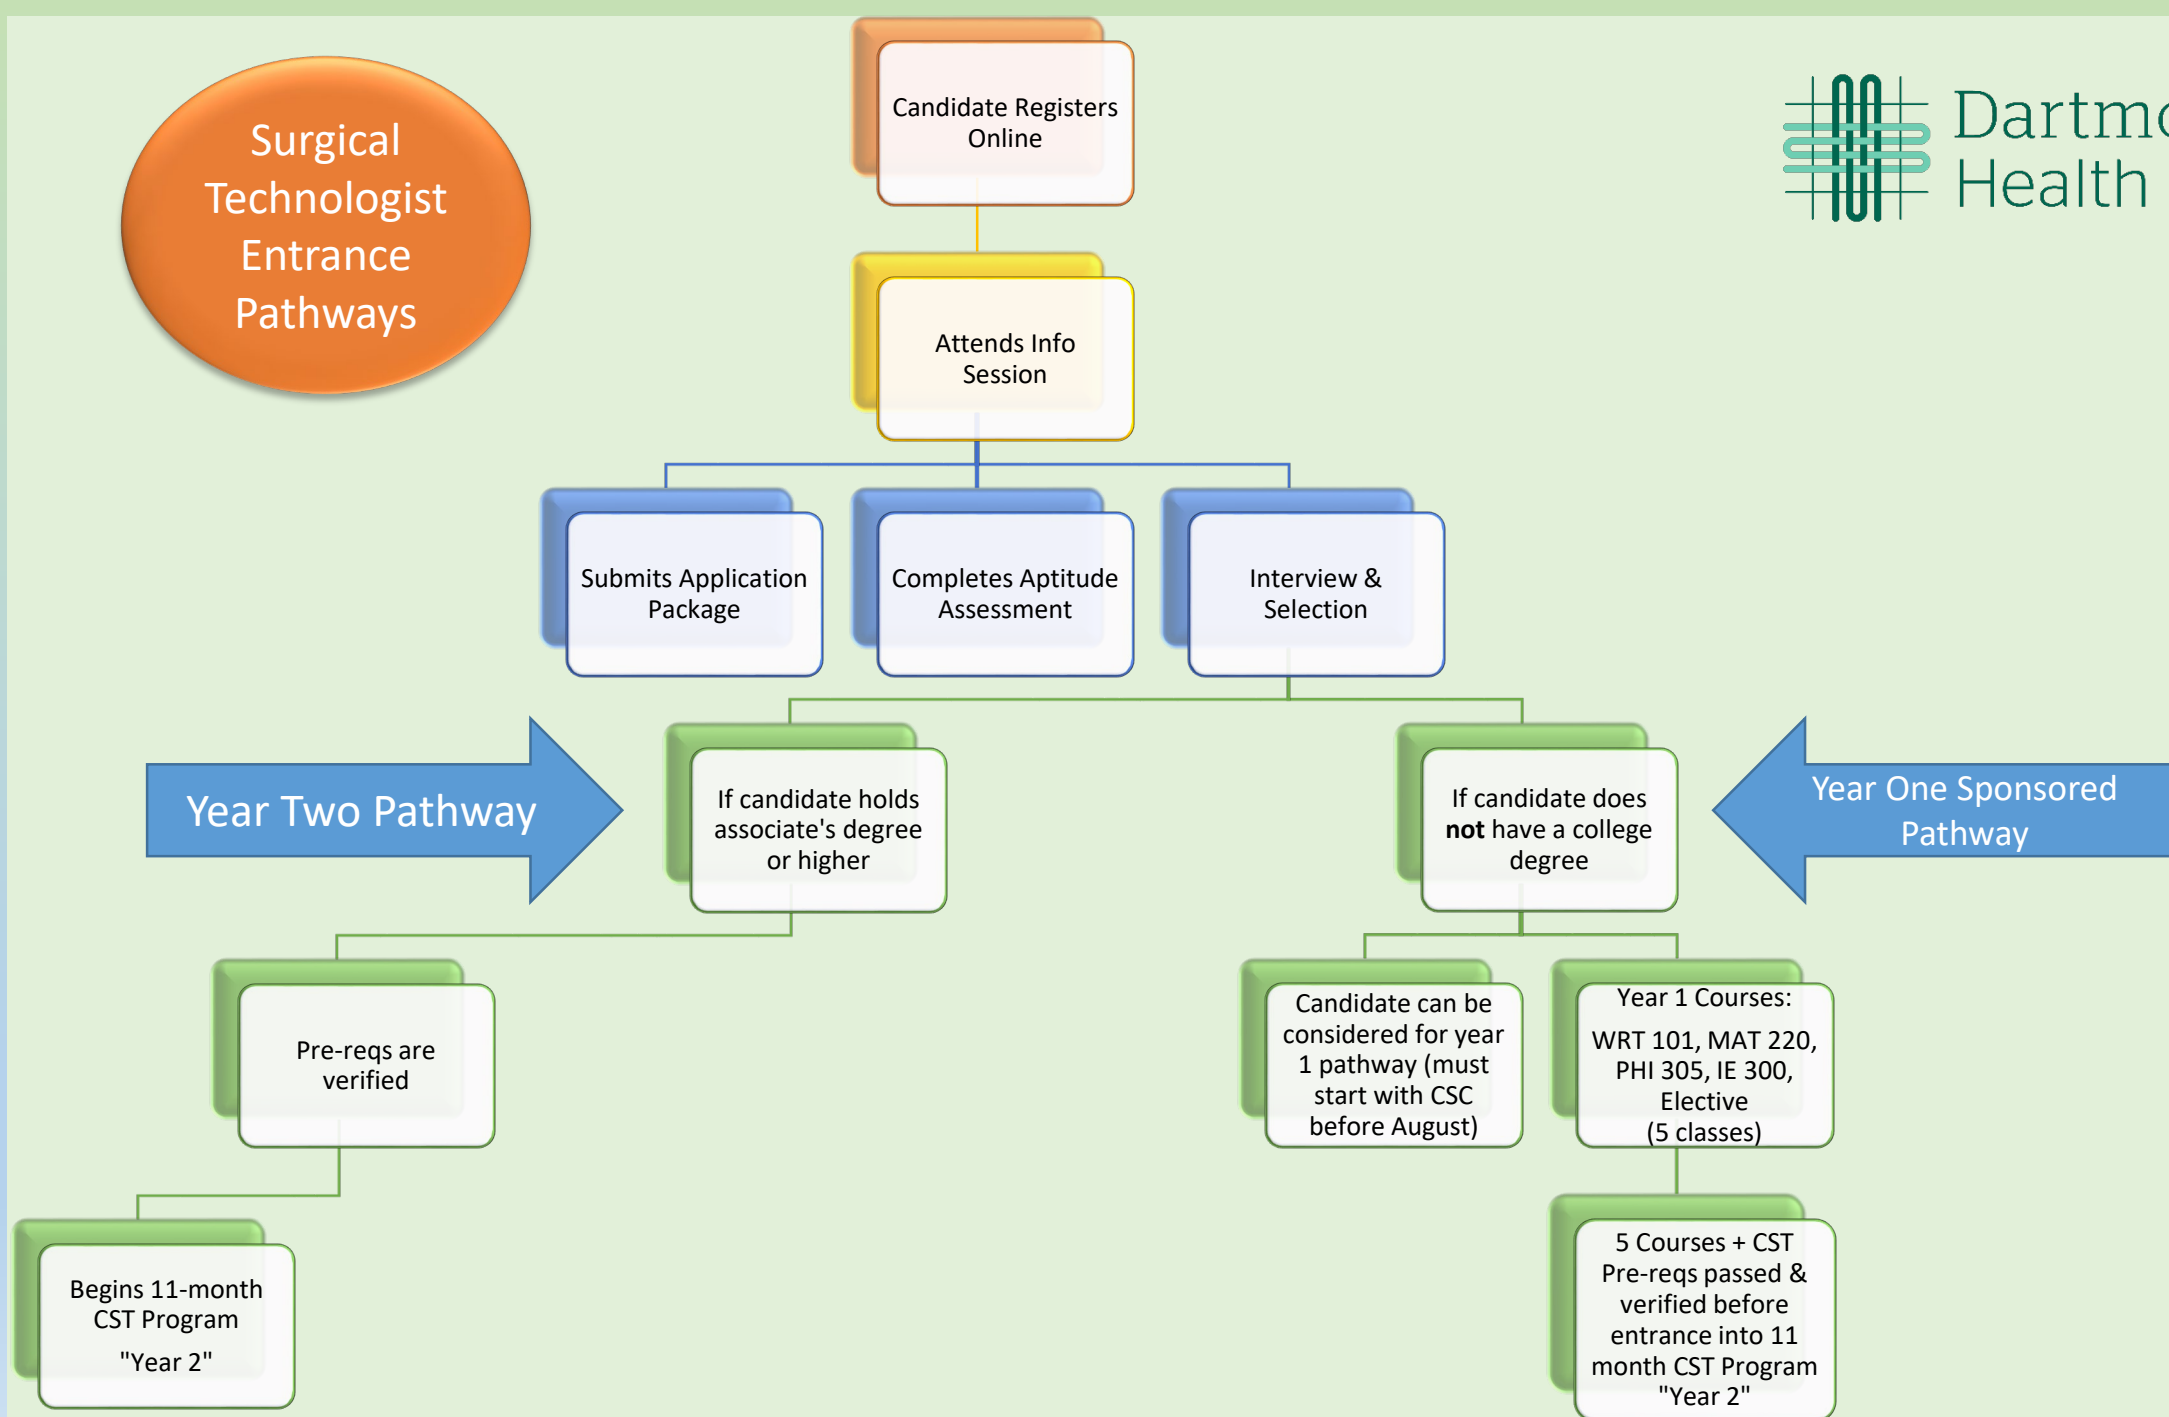 Surgical
Technologist
Entrance
Pathways
Candidate Registers
Online
Health
Attends Info
Session
Submits Application
Package
Completes Aptitude
Assessment
Interview &
Selection
Year Two Pathway
If candidate holds
associate's degree
or higher
If candidate does
not have a college
degree
Year One Sponsored
Pathway
Pre-reqs are
verified
Candidate can be
considered for year
1 pathway (must
start with CSC
before August)
Year 1 Courses:
WRT 101, MAT 220,
PHI 305, IE 300,
Elective
(5 classes)
Begins 11-month
CST Program
"Year 2"
5 Courses + CST
Pre-reqs passed &
verified before
entrance into 11
month CST Program
"Year 2"